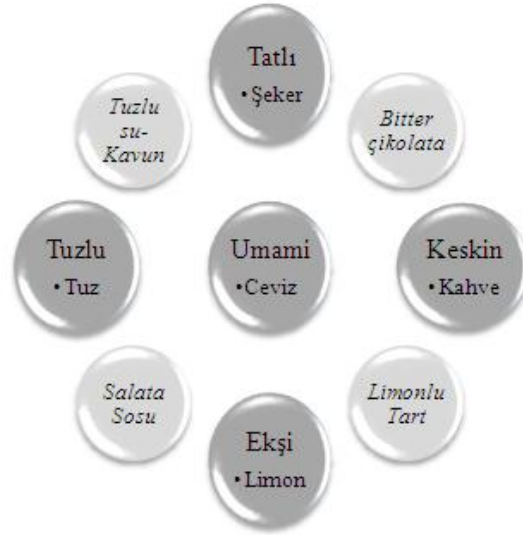 Tatlı
• Şeker
Tuzlu
su-
Kavun
Bitter
çikolata
Tuzlu
• Tuz
Umami
• Ceviz
Keskin
• Kahve
Salata
Sosu
Limonlu
Tart
Ekşi
• Limon